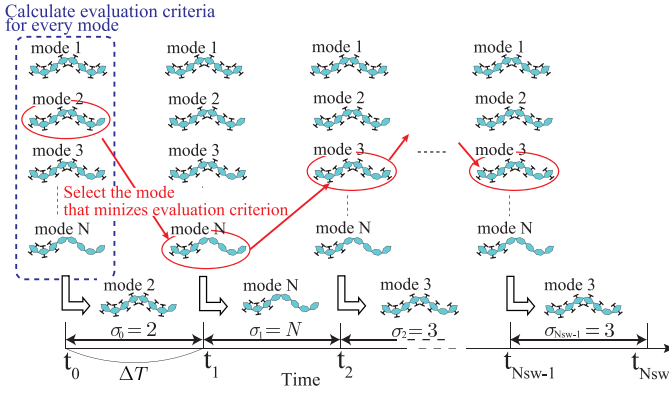 Calculate evaluation criteria
for every mode
mode 1 mode 1 mode 1 mode 1
mode 2 mode 2 mode 2 mode 2
mode 3 mode 3 mode 3 mode 3
Select the mode
that minizes evaluation criterion
mode N mode N mode N mode N
mode 2 mode N mode 3 mode 3
σ₀ = 2 σ₁ = N σ₂ = 3 σ_Nsw-1 = 3
t₀ t₁ t₂ t_Nsw-1 t_Nsw
ΔT Time